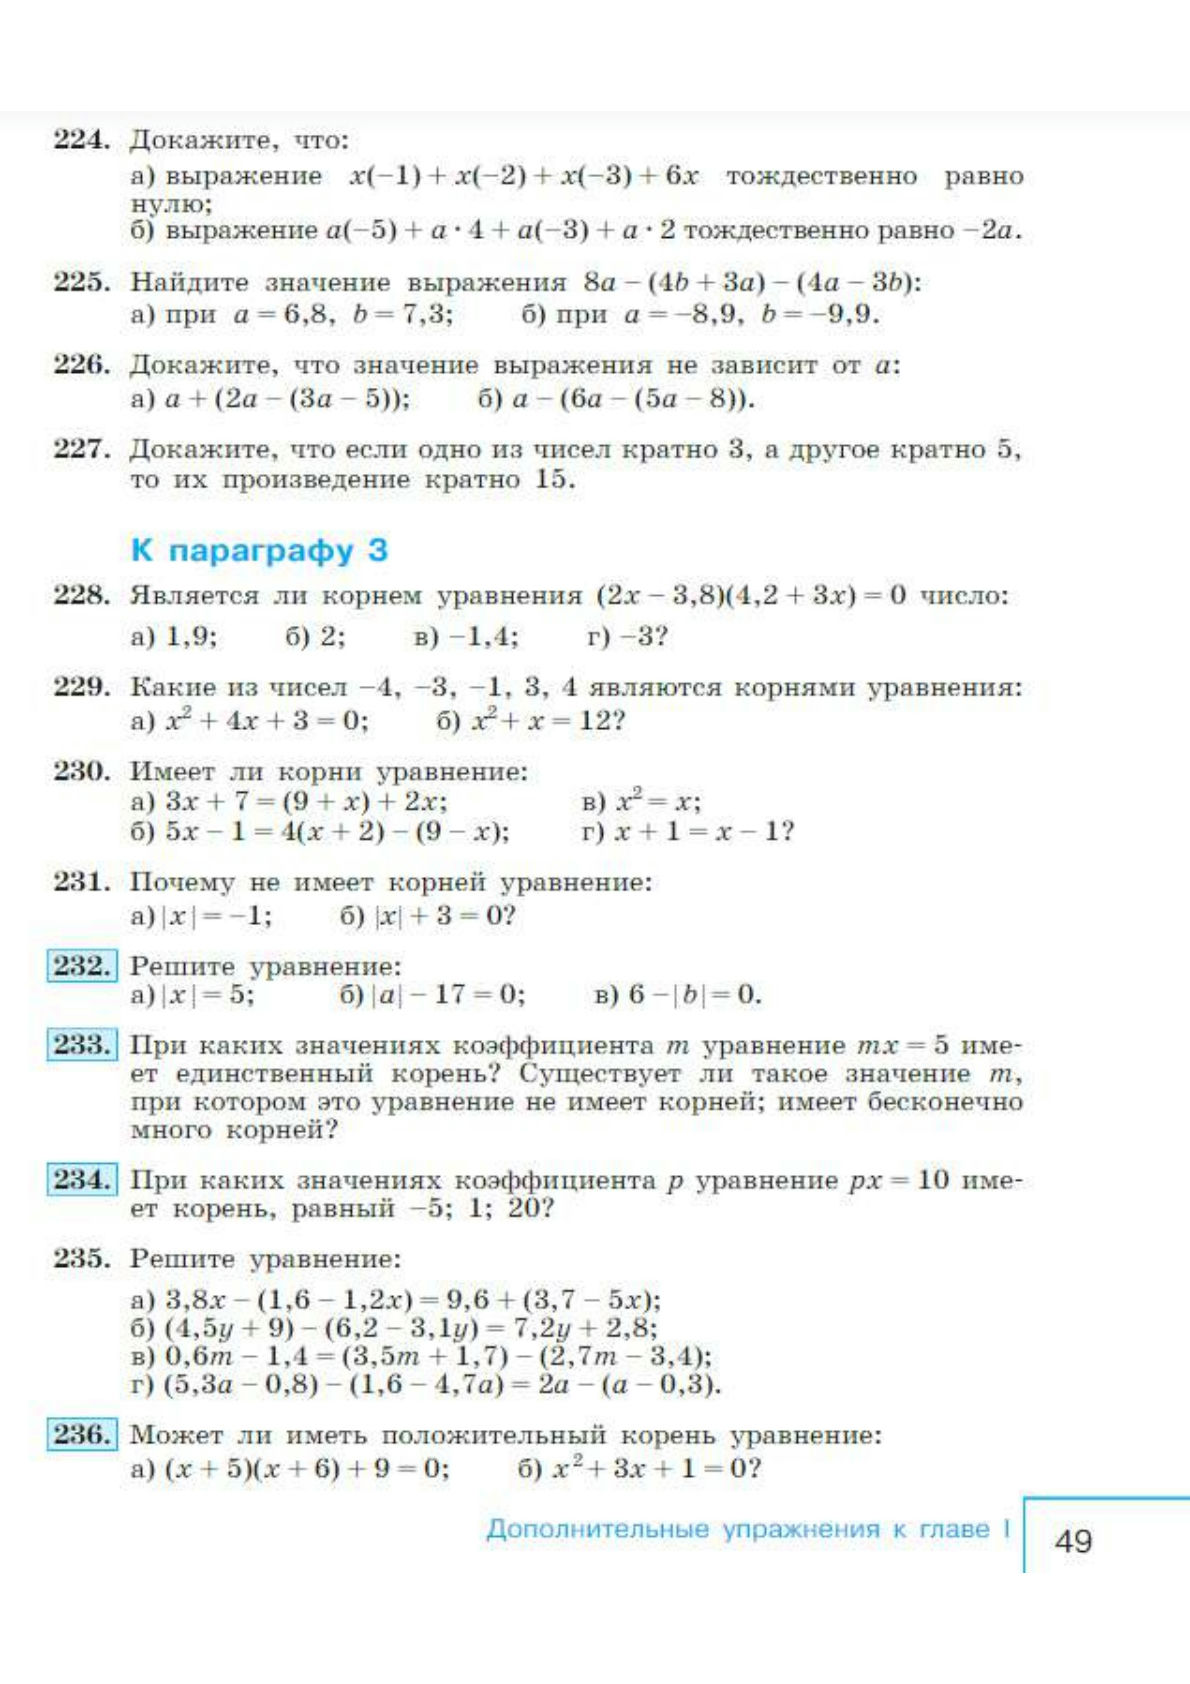 224. Докажите, что:
а) выражение x(−1) + x(−2) + x(−3) + 6x тождественно равно
нулю;
б) выражение a(−5) + a · 4 + a(−3) + a · 2 тождественно равно −2a.
225. Найдите значение выражения 8a − (4b + 3a) − (4a − 3b):
а) при a = 6,8, b = 7,3; б) при a = −8,9, b = −9,9.
226. Докажите, что значение выражения не зависит от a:
а) a + (2a − (3a − 5)); б) a − (6a − (5a − 8)).
227. Докажите, что если одно из чисел кратно 3, а другое кратно 5,
то их произведение кратно 15.
К параграфу 3
228. Является ли корнем уравнения (2x − 3,8)(4,2 + 3x) = 0 число:
а) 1,9; б) 2; в) −1,4; г) −3?
229. Какие из чисел −4, −3, −1, 3, 4 являются корнями уравнения:
а) x² + 4x + 3 = 0; б) x² + x = 12?
230. Имеет ли корни уравнение:
а) 3x + 7 = (9 + x) + 2x; в) x² = x;
б) 5x − 1 = 4(x + 2) − (9 − x); г) x + 1 = x − 1?
231. Почему не имеет корней уравнение:
а) |x| = −1; б) |x| + 3 = 0?
232. Решите уравнение:
а) |x| = 5; б) |a| − 17 = 0; в) 6 − |b| = 0.
233. При каких значениях коэффициента m уравнение mx = 5 име-
ет единственный корень? Существует ли такое значение m,
при котором это уравнение не имеет корней; имеет бесконечно
много корней?
234. При каких значениях коэффициента p уравнение px = 10 име-
ет корень, равный −5; 1; 20?
235. Решите уравнение:
а) 3,8x − (1,6 − 1,2x) = 9,6 + (3,7 − 5x);
б) (4,5y + 9) − (6,2 − 3,1y) = 7,2y + 2,8;
в) 0,6m − 1,4 = (3,5m + 1,7) − (2,7m − 3,4);
г) (5,3a − 0,8) − (1,6 − 4,7a) = 2a − (a − 0,3).
236. Может ли иметь положительный корень уравнение:
а) (x + 5)(x + 6) + 9 = 0; б) x² + 3x + 1 = 0?
Дополнительные упражнения к главе I
49